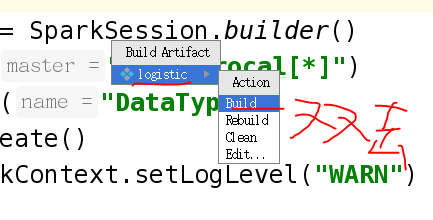 = SparkSession.builder()
Build Artifact
master = "local[*]")
logistic
Action
(name = "DataTyp
Build
双击
Rebuild
eate()
Clean
Edit...
kContext.setLogLevel("WARN")